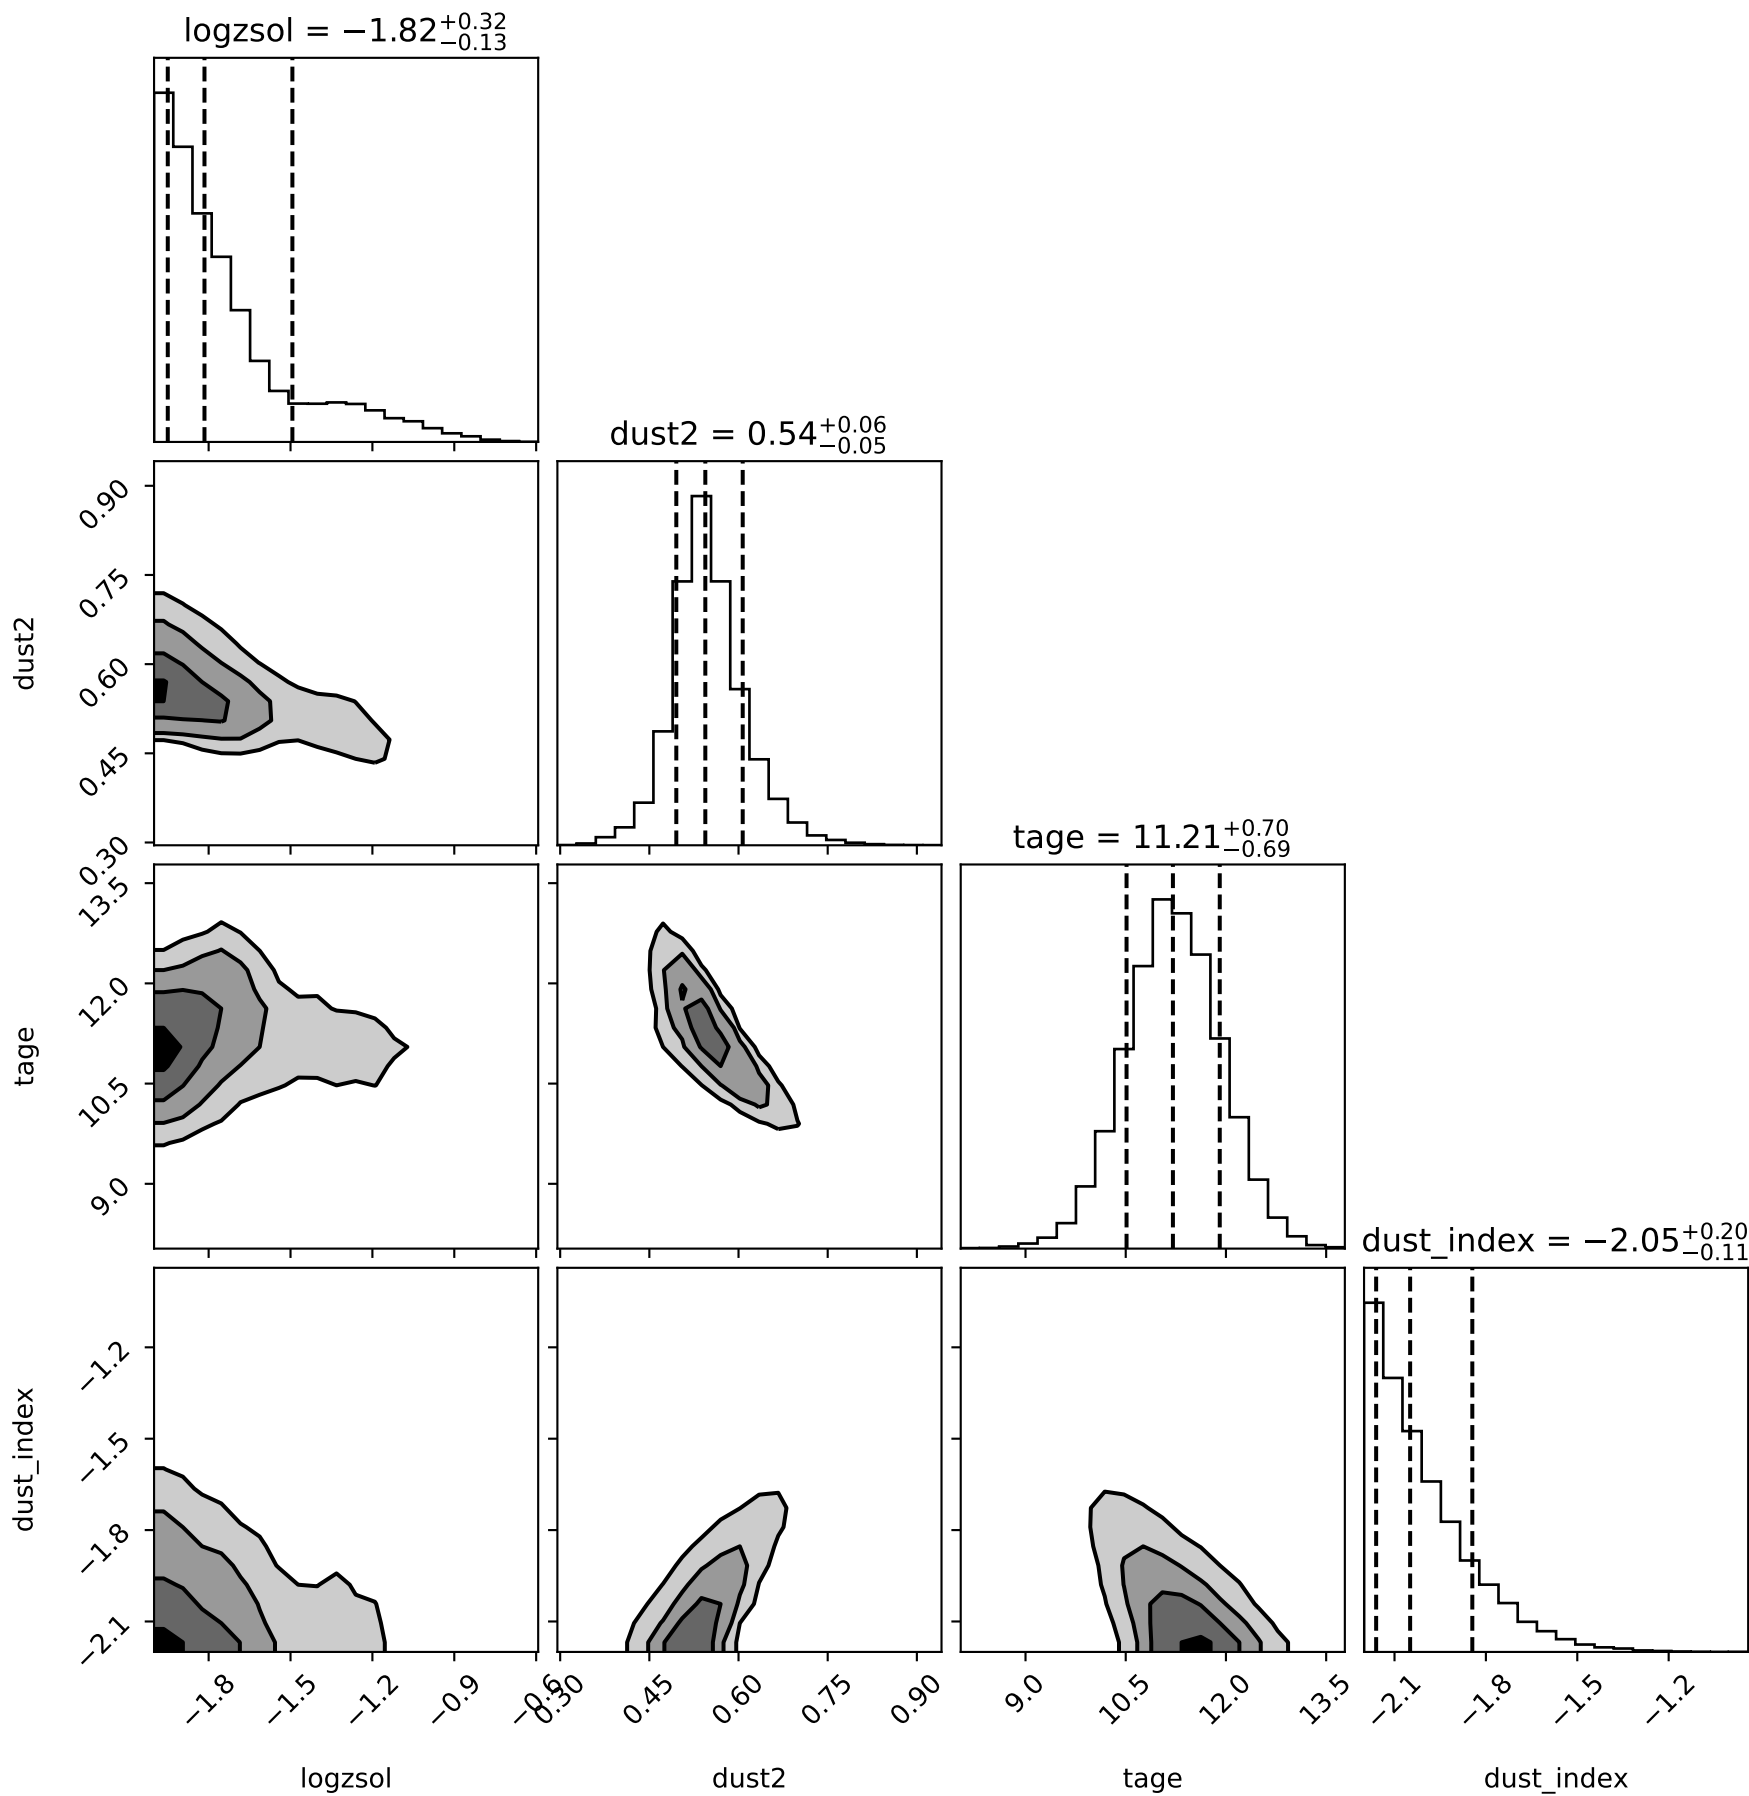 logzsol = −1.82 +0.32 −0.13
dust2 = 0.54 +0.06 −0.05
0.90
0.75
0.60
0.45
0.30
dust2
tage = 11.21 +0.70 −0.69
13.5
12.0
10.5
9.0
tage
dust_index = −2.05 +0.20 −0.11
−1.2
−1.5
−1.8
−2.1
dust_index
−1.8 −1.5 −1.2 −0.9 −0.6
0.30 0.45 0.60 0.75 0.90
9.0 10.5 12.0 13.5
−2.1 −1.8 −1.5 −1.2
logzsol
dust2
tage
dust_index